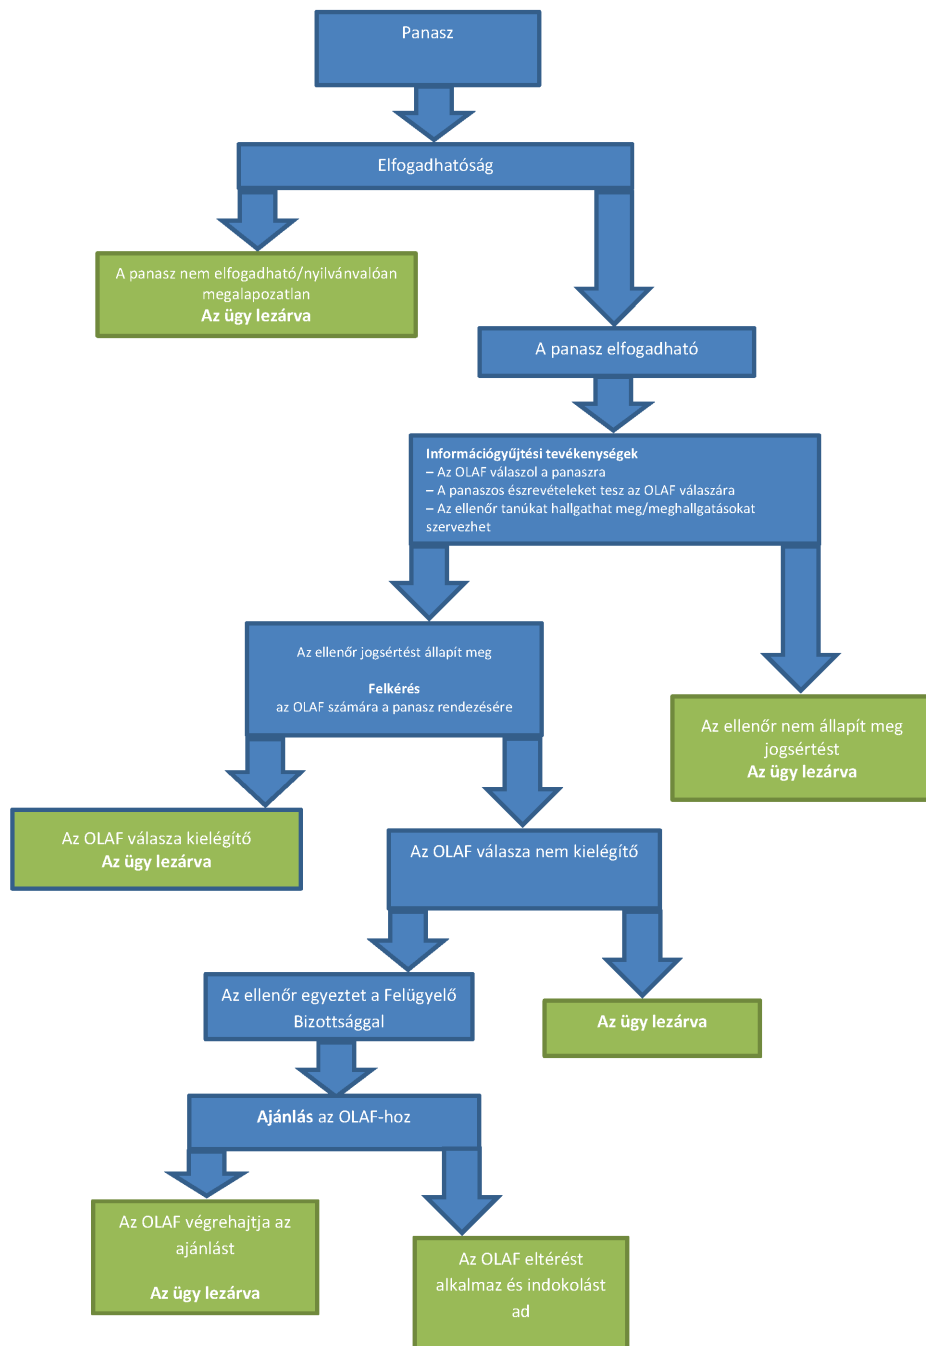 Panasz
Elfogadhatóság
A panasz nem elfogadható/nyilvánvalóan
megalapozatlan
Az ügy lezárva
A panasz elfogadható
Információgyűjtési tevékenységek
– Az OLAF válaszol a panaszra
– A panaszos észrevételeket tesz az OLAF válaszára
– Az ellenőr tanúkat hallgathat meg/meghallgatásokat
szervezhet
Az ellenőr jogsértést állapít meg
Felkérés
az OLAF számára a panasz rendezésére
Az ellenőr nem állapít meg
jogsértést
Az ügy lezárva
Az OLAF válasza kielégítő
Az ügy lezárva
Az OLAF válasza nem kielégítő
Az ellenőr egyeztet a Felügyelő
Bizottsággal
Az ügy lezárva
Ajánlás az OLAF-hoz
Az OLAF végrehajtja az
ajánlást
Az ügy lezárva
Az OLAF eltérést
alkalmaz és indokolást
ad